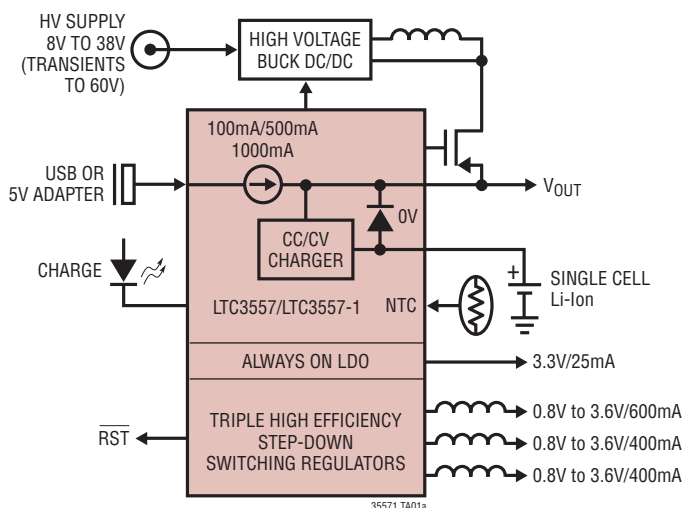 HV SUPPLY
8V TO 38V
(TRANSIENTS
TO 60V)
HIGH VOLTAGE
BUCK DC/DC
100mA/500mA
1000mA
USB OR
5V ADAPTER
VOUT
0V
CC/CV
CHARGER
CHARGE
LTC3557/LTC3557-1
NTC
+
SINGLE CELL
Li-Ion
ALWAYS ON LDO
3.3V/25mA
TRIPLE HIGH EFFICIENCY
STEP-DOWN
SWITCHING REGULATORS
RST
0.8V to 3.6V/600mA
0.8V to 3.6V/400mA
0.8V to 3.6V/400mA
35571 TA01a